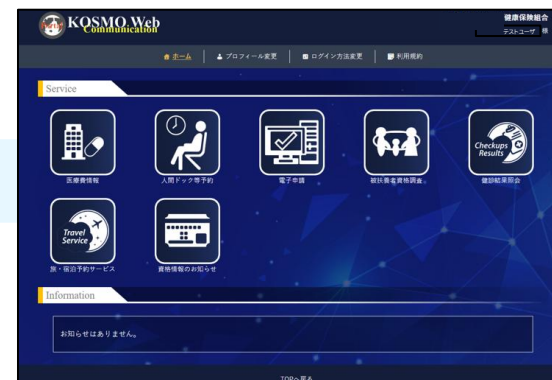 KOSMO Web
Communication
健康保険組合
テストユーザ 様
ホーム
プロフィール変更
ログイン方法変更
利用規約
Service
医療費情報
人間ドック等予約
電子申請
Checkups
Results
被扶養者資格調査
健診結果照会
Travel
Service
旅・宿泊予約サービス
資格情報のお知らせ
Information
お知らせはありません。
TOPへ戻る